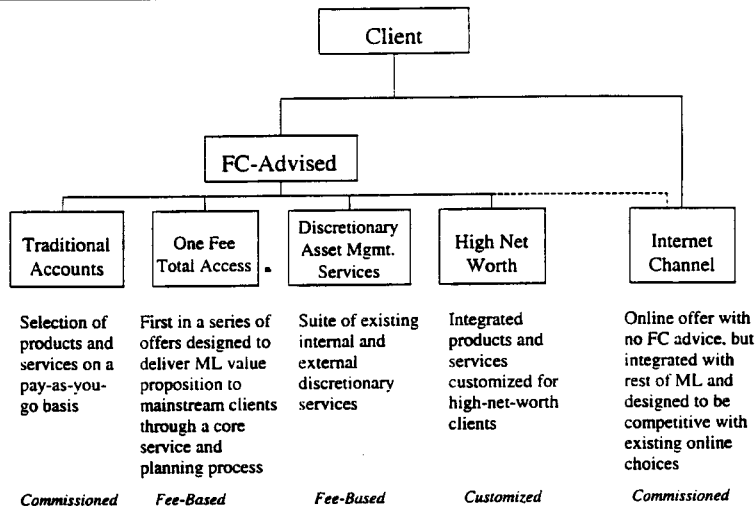 Client
FC-Advised
Traditional
Accounts
One Fee
Total Access
Discretionary
Asset Mgmt.
Services
High Net
Worth
Internet
Channel
Selection of
products and
services on a
pay-as-you-
go basis
First in a series of
offers designed to
deliver ML value
proposition to
mainstream clients
through a core
service and
planning process
Suite of existing
internal and
external
discretionary
services
Integrated
products and
services
customized for
high-net-worth
clients
Online offer with
no FC advice, but
integrated with
rest of ML and
designed to be
competitive with
existing online
choices
Commissioned
Fee-Based
Fee-Based
Customized
Commissioned